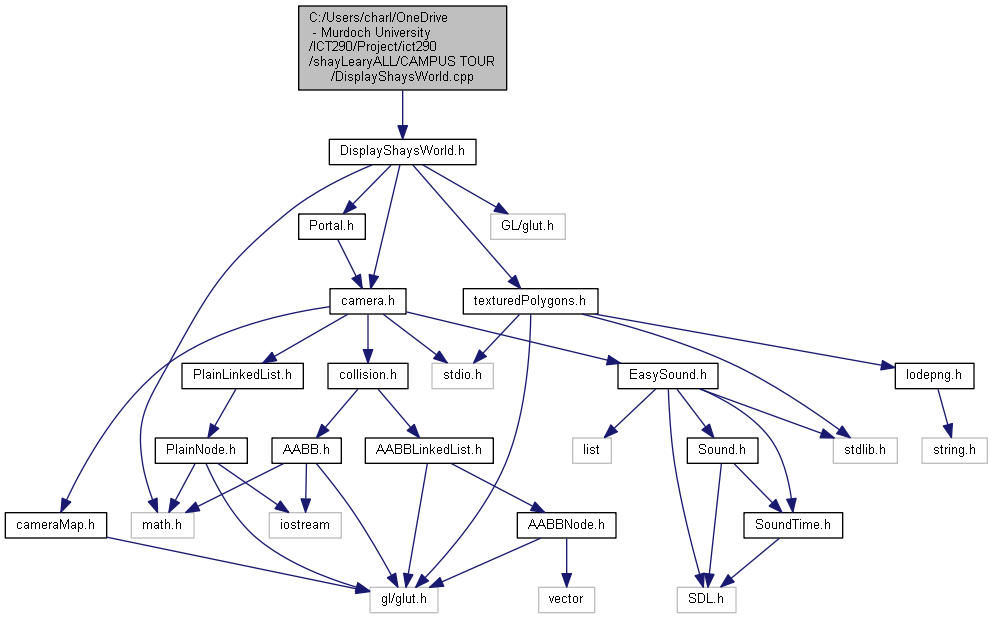 C:/Users/charl/OneDrive
- Murdoch University
/ICT290/Project/ict290
/shayLearyALL/CAMPUS TOUR
/DisplayShaysWorld.cpp
DisplayShaysWorld.h
Portal.h
GL/glut.h
camera.h
texturedPolygons.h
PlainLinkedList.h
collision.h
stdio.h
EasySound.h
lodepng.h
PlainNode.h
AABB.h
AABBLinkedList.h
list
Sound.h
stdlib.h
string.h
cameraMap.h
math.h
iostream
AABBNode.h
SoundTime.h
gl/glut.h
vector
SDL.h